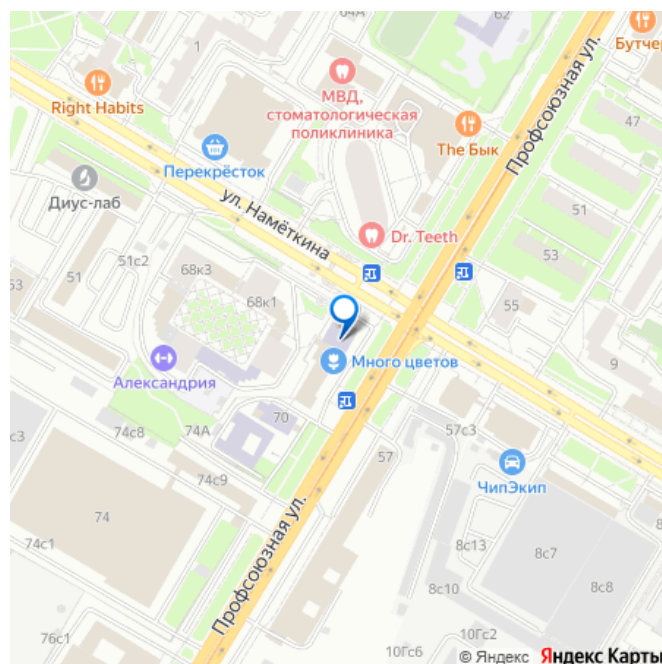 64А
62
Бутчер
1
Right Habits
МВД,
стоматологическая
поликлиника
The Бык
47
Профсоюзная ул.
Перекрёсток
Диус-лаб
ул. Намёткина
51
Dr. Teeth
53
51с2
68к3
53
51
68к1
55
9
Много цветов
Александрия
70
74А
74с8
с3
57с3
57
ЧипЭкип
74с9
74
8с13
8с7
74с1
8с10
8с8
Профсоюзная ул.
76с1
10Гс2
10Гс6
© Яндекс Яндекс Карты